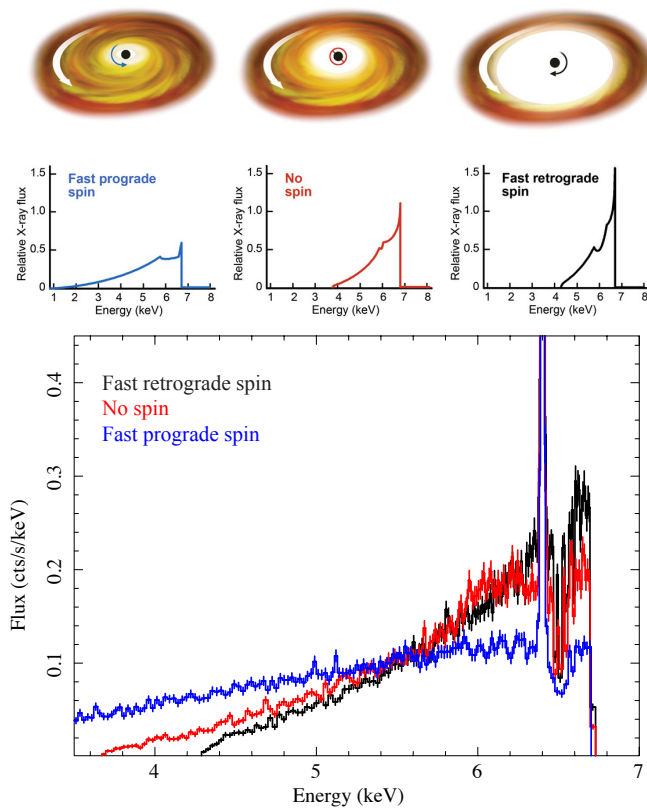 Fast prograde
spin
Relative X-ray flux
1.5
1.0
0.5
1 2 3 4 5 6 7 8
Energy (keV)
No
spin
Relative X-ray flux
1.5
1.0
0.5
1 2 3 4 5 6 7 8
Energy (keV)
Fast retrograde
spin
Relative X-ray flux
1.5
1.0
0.5
1 2 3 4 5 6 7 8
Energy (keV)
Fast retrograde spin
No spin
Fast prograde spin
Flux (cts/s/keV)
0.4
0.3
0.2
0.1
4 5 6 7
Energy (keV)